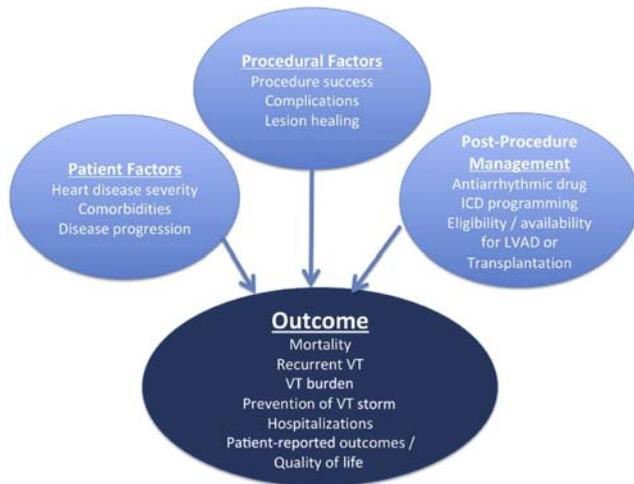 Procedural Factors
Procedure success
Complications
Lesion healing
Patient Factors
Heart disease severity
Comorbidities
Disease progression
Post-Procedure
Management
Antiarrhythmic drug
ICD programming
Eligibility / availability
for LVAD or
Transplantation
Outcome
Mortality
Recurrent VT
VT burden
Prevention of VT storm
Hospitalizations
Patient-reported outcomes /
Quality of life